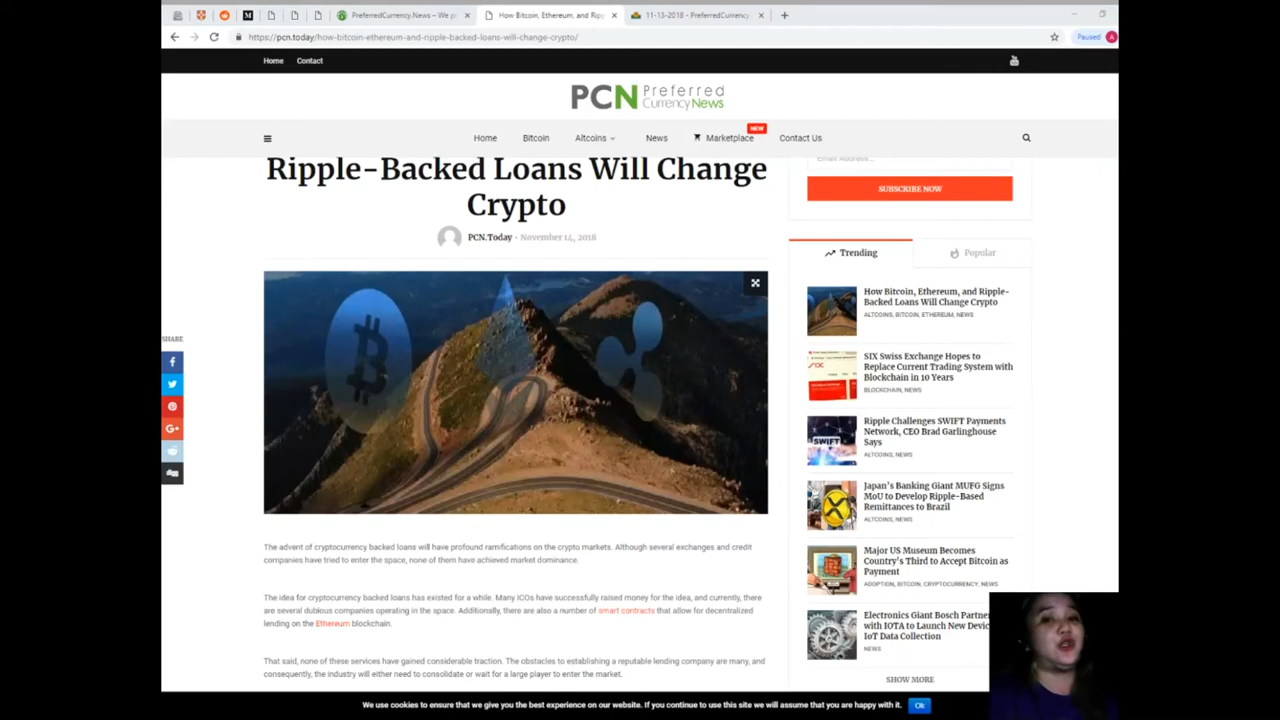 PreferredCurrency.News – We p
How Bitcoin, Ethereum, and Ripp
11-13-2018 - PreferredCurrency
https://pcn.today/how-bitcoin-ethereum-and-ripple-backed-loans-will-change-crypto/
Paused A
Home Contact
PCN Preferred
Currency News
Home Bitcoin Altcoins News Marketplace NEW Contact Us
Ripple-Backed Loans Will Change
Crypto
PCN.Today - November 14, 2018
Email Address...
SUBSCRIBE NOW
SHARE
The advent of cryptocurrency backed loans will have profound ramifications on the crypto markets. Although several exchanges and credit
companies have tried to enter the space, none of them have achieved market dominance.
The idea for cryptocurrency backed loans has existed for a while. Many ICOs have successfully raised money for the idea, and currently, there
are several dubious companies operating in the space. Additionally, there are also a number of smart contracts that allow for decentralized
lending on the Ethereum blockchain.
That said, none of these services have gained considerable traction. The obstacles to establishing a reputable lending company are many, and
consequently, the industry will either need to consolidate or wait for a large player to enter the market.
Trending Popular
How Bitcoin, Ethereum, and Ripple-
Backed Loans Will Change Crypto
ALTCOINS, BITCOIN, ETHEREUM, NEWS
SIX Swiss Exchange Hopes to
Replace Current Trading System with
Blockchain in 10 Years
BLOCKCHAIN, NEWS
SWIFT
Ripple Challenges SWIFT Payments
Network, CEO Brad Garlinghouse
Says
ALTCOINS, NEWS
Japan's Banking Giant MUFG Signs
MoU to Develop Ripple-Based
Remittances to Brazil
ALTCOINS, NEWS
Major US Museum Becomes
Country's Third to Accept Bitcoin as
Payment
ADOPTION, BITCOIN, CRYPTOCURRENCY, NEWS
Electronics Giant Bosch Partner
with IOTA to Launch New Devic
IoT Data Collection
NEWS
SHOW MORE
We use cookies to ensure that we give you the best experience on our website. If you continue to use this site we will assume that you are happy with it. Ok